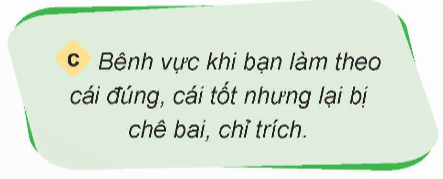 C Bênh vực khi bạn làm theo
cái đúng, cái tốt nhưng lại bị
chê bai, chỉ trích.